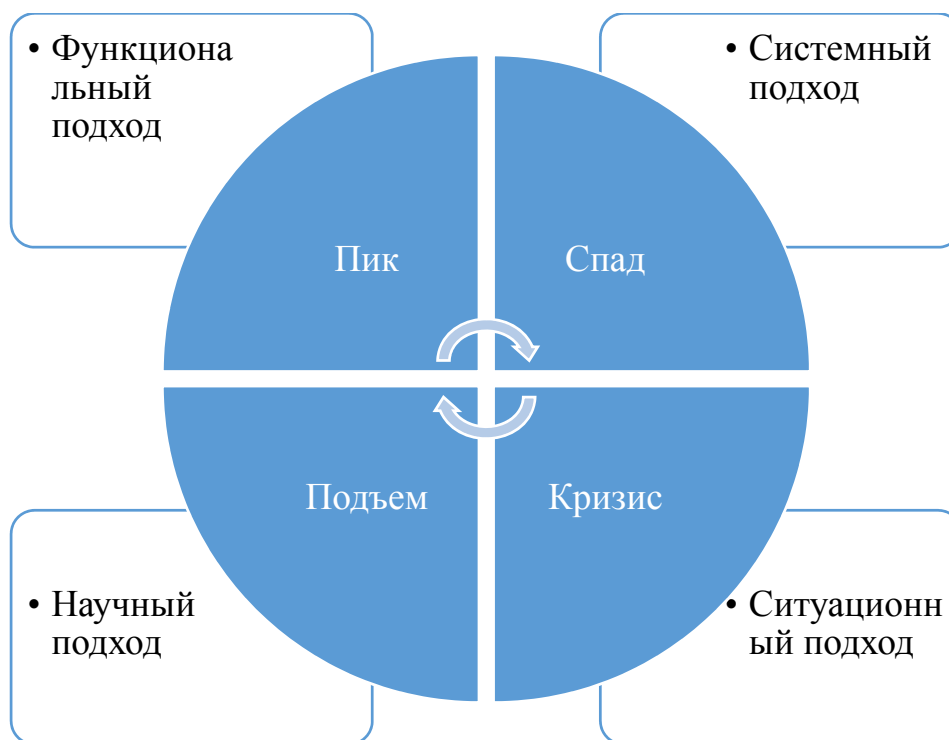 • Функциона
льный
подход
• Системный
подход
Пик
Спад
Подъем
Кризис
• Научный
подход
• Ситуационн
ый подход